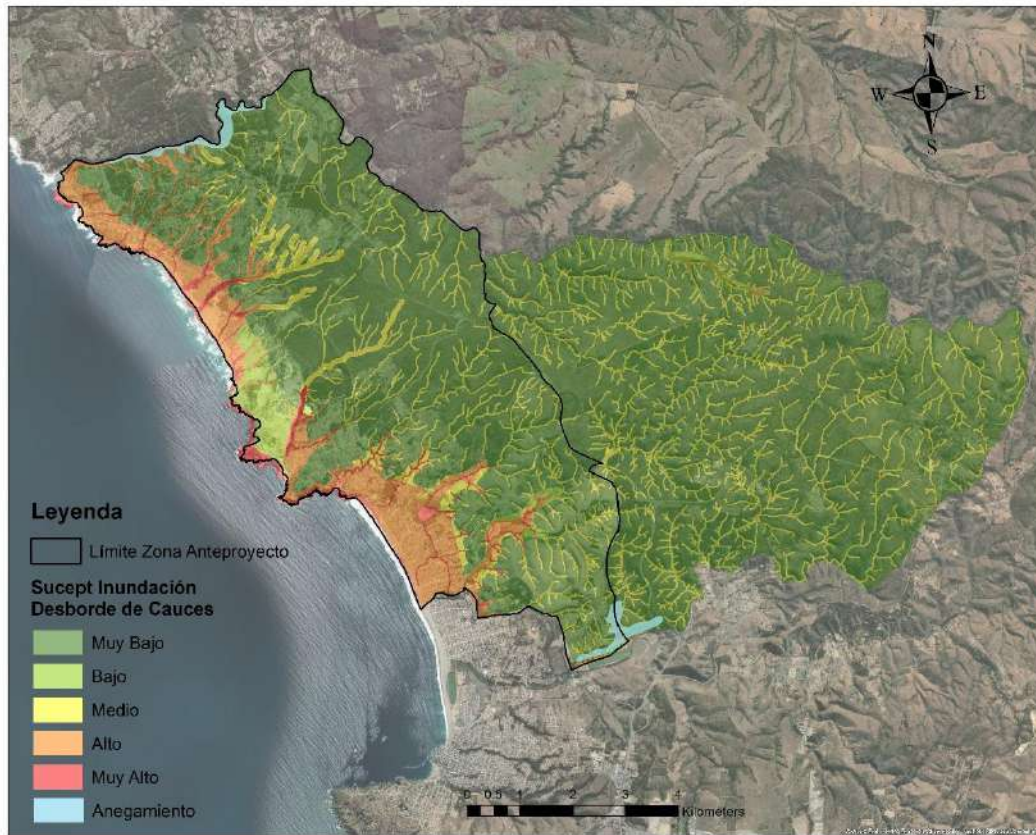 N
W E
S
Leyenda
Límite Zona Anteproyecto
Sucept Inundación
Desborde de Cauces
Muy Bajo
Bajo
Medio
Alto
Muy Alto
Anegamiento
0 0.5 1 2 3 4
Kilometers